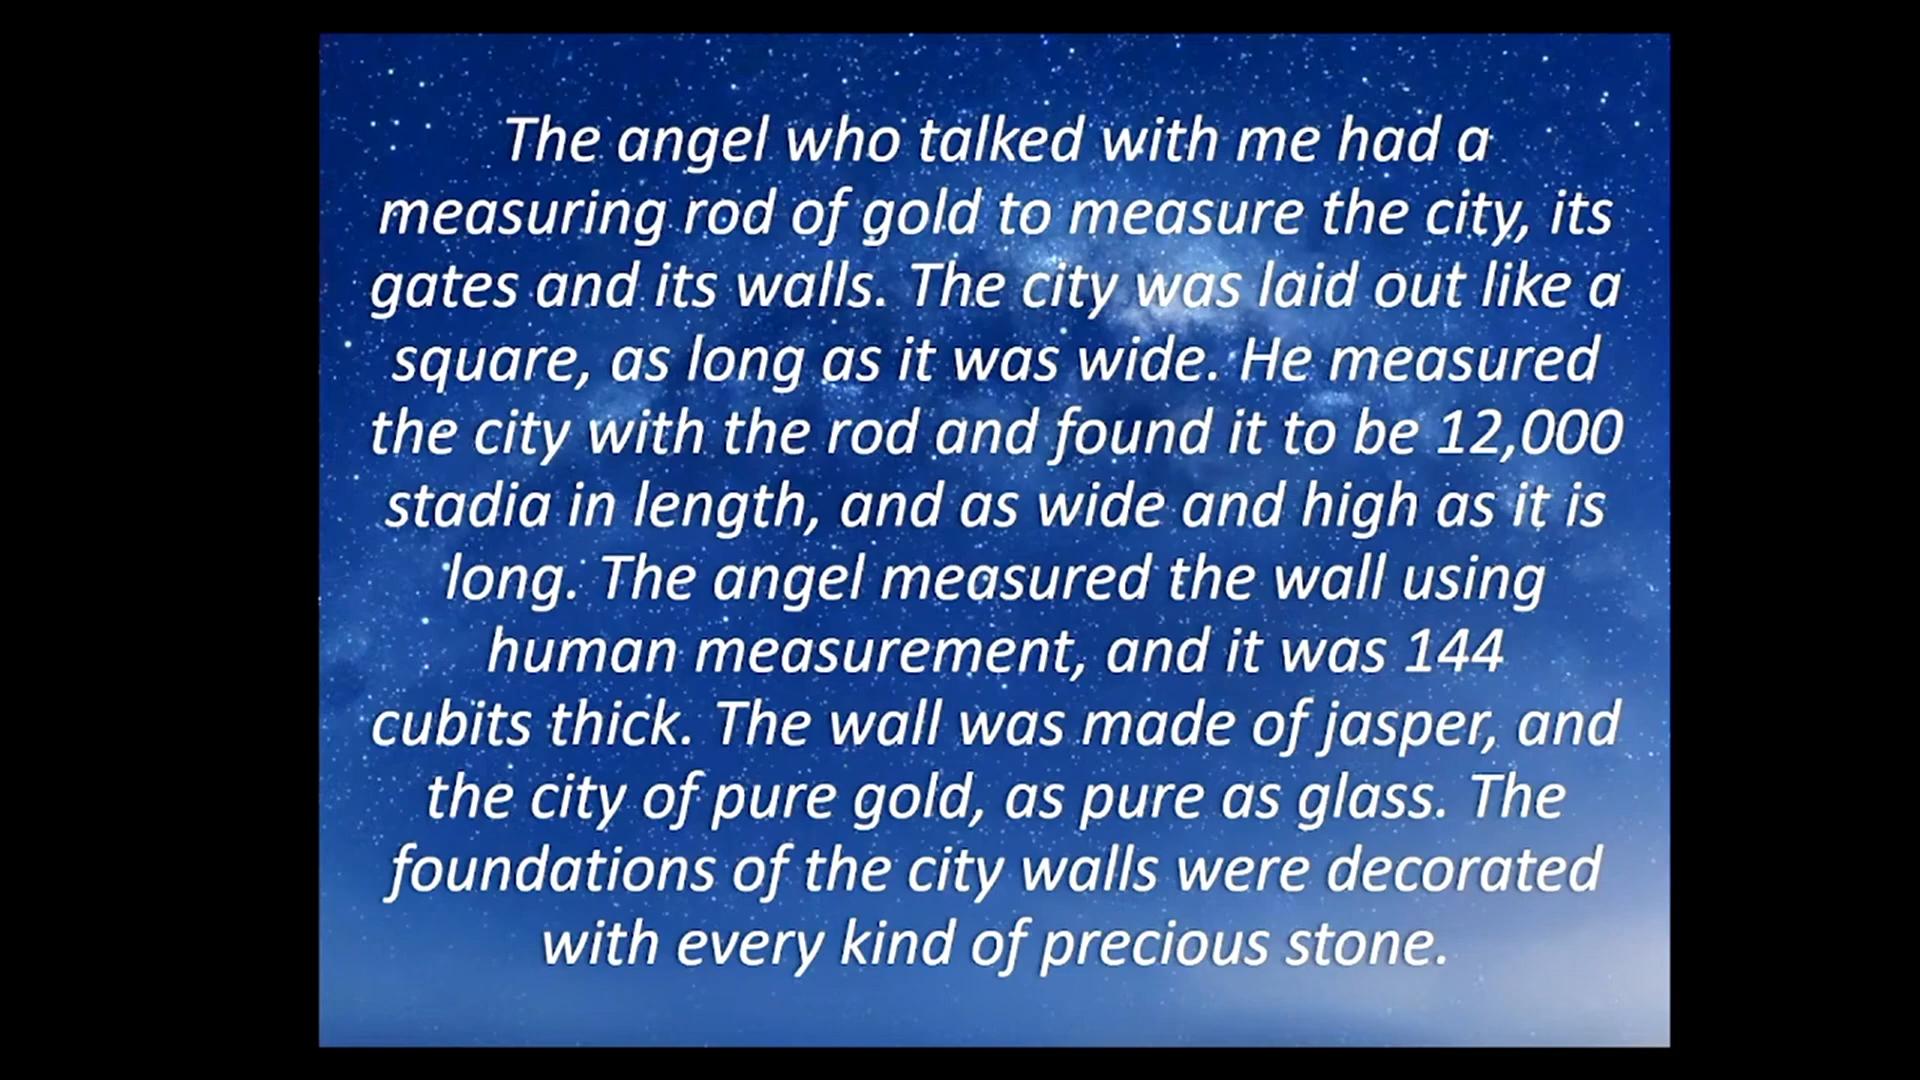 The angel who talked with me had a
measuring rod of gold to measure the city, its
gates and its walls. The city was laid out like a
square, as long as it was wide. He measured
the city with the rod and found it to be 12,000
stadia in length, and as wide and high as it is
long. The angel measured the wall using
human measurement, and it was 144
cubits thick. The wall was made of jasper, and
the city of pure gold, as pure as glass. The
foundations of the city walls were decorated
with every kind of precious stone.